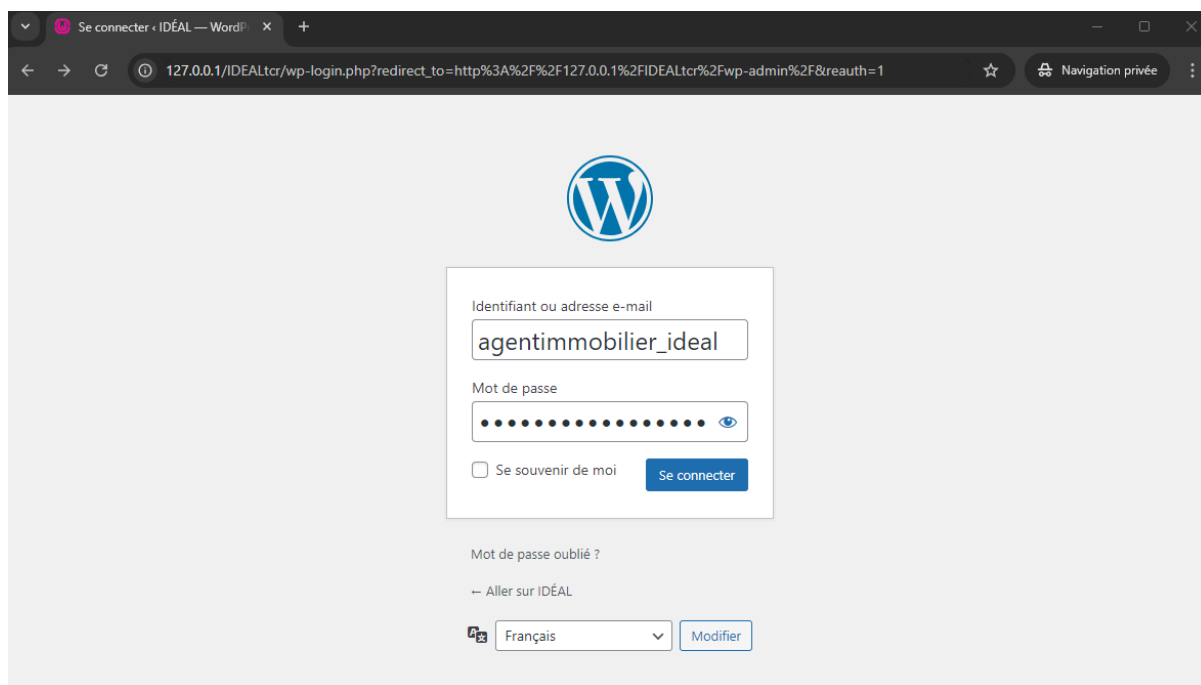 Se connecter ‹ IDÉAL — WordP
127.0.0.1/IDEALtcr/wp-login.php?redirect_to=http%3A%2F%2F127.0.0.1%2FIDEALtcr%2Fwp-admin%2F&reauth=1
Navigation privée
Identifiant ou adresse e-mail
agentimmobilier_ideal
Mot de passe
•••••••••••••••••
Se souvenir de moi
Se connecter
Mot de passe oublié ?
← Aller sur IDÉAL
Français
Modifier